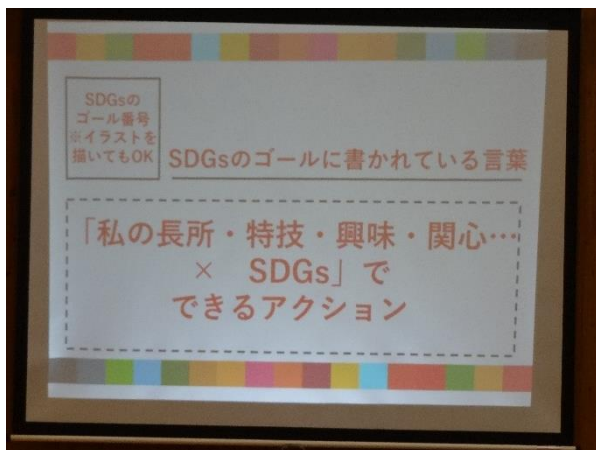 SDGsの
ゴール番号
※イラストを
描いてもOK
SDGsのゴールに書かれている言葉
「私の長所・特技・興味・関心…
× SDGs」で
できるアクション